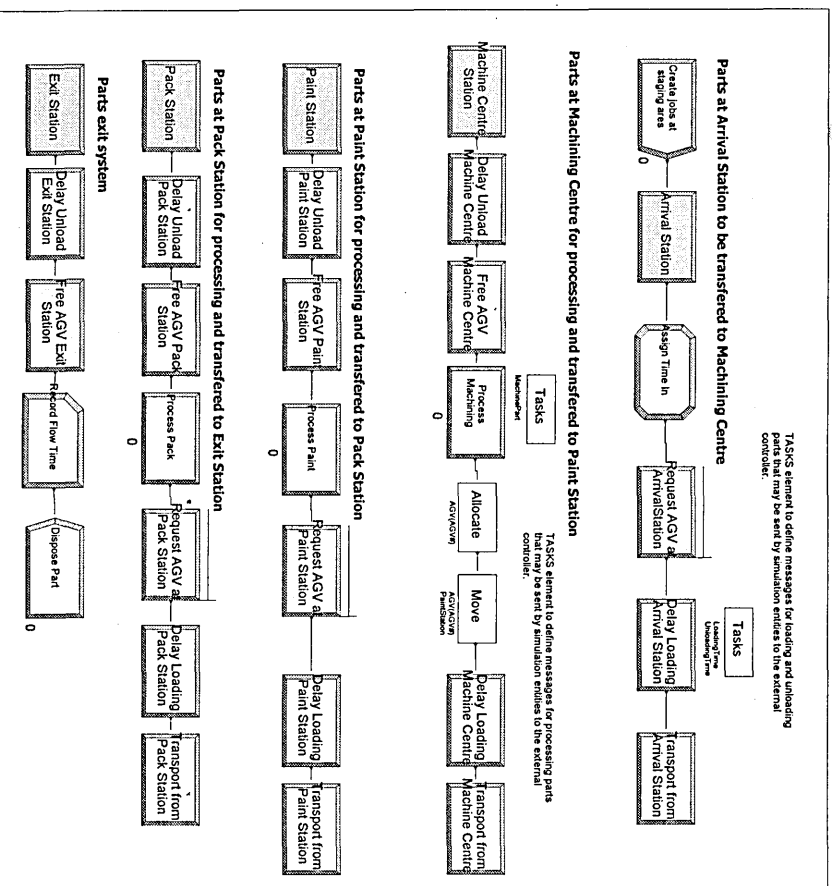 TASKS element to define messages for loading and unloading
parts that may be sent by simulation entities to the external
controller.
Parts at Arrival Station to be transfered to Machining Centre
Create jobs at
staging area
0
Arrival Station
Assign Time In
Request AGV at
ArrivalStation
Tasks
LoadingTime
UnloadingTime
Delay Loading
Arrival Station
Transport from
Arrival Station
TASKS element to define messages for processing parts
that may be sent by simulation entities to the external
controller.
Parts at Machining Centre for processing and transfered to Paint Station
Machine Centre
Station
Delay Unload
Machine Centre
Free AGV
Machine Centre
Tasks
MachinePart
Process
Machining
0
Allocate
AGV(AGV#)
Move
AGV(AGV#)
PaintStation
Delay Loading
Machine Centre
Transport from
Machine Centre
Parts at Paint Station for processing and transfered to Pack Station
Paint Station
Delay Unload
Paint Station
Free AGV Paint
Station
Process Paint
0
Request AGV at
Paint Station
Delay Loading
Paint Station
Transport from
Paint Station
Parts at Pack Station for processing and transfered to Exit Station
Pack Station
Delay Unload
Pack Station
Free AGV Pack
Station
Process Pack
0
Request AGV at
Pack Station
Delay Loading
Pack Station
Transport from
Pack Station
Parts exit system
Exit Station
Delay Unload
Exit Station
Free AGV Exit
Station
Record Flow Time
Dispose Part
0